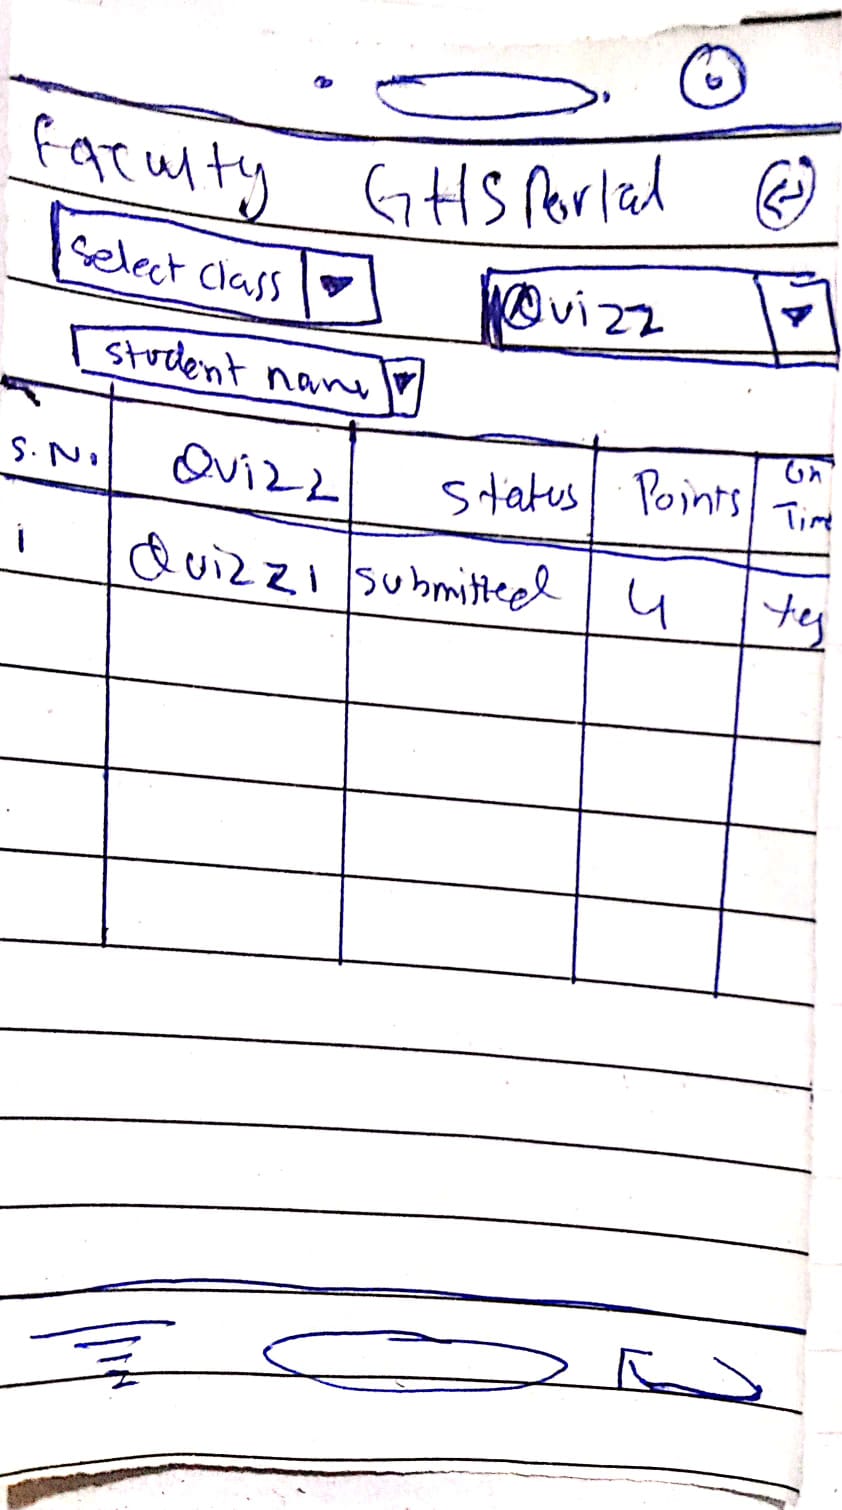 Faculty GHS Portal
Select Class Quizz
Student name
S.No. Quizz Status Points On Time
1 Quizz1 Submitted 4 Yes